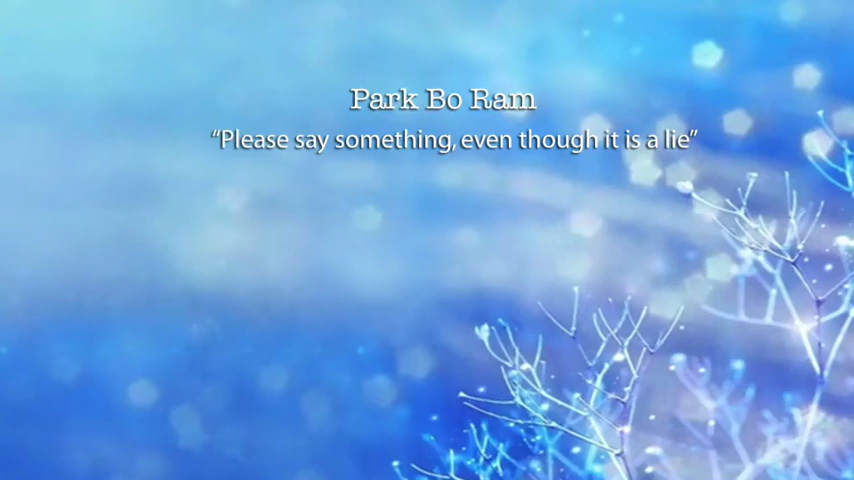 Park Bo Ram
“Please say something, even though it is a lie”